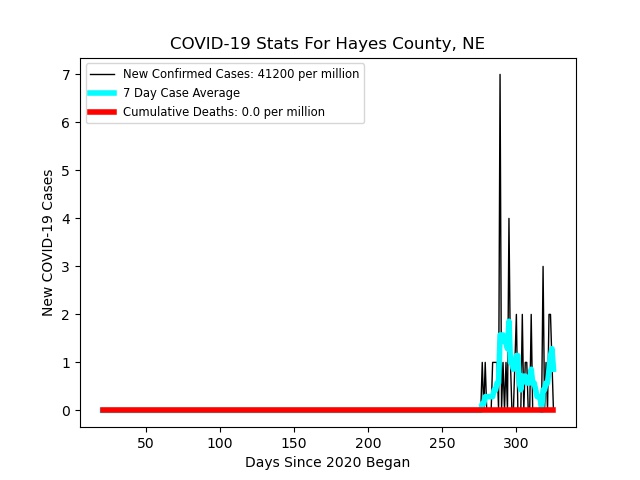 COVID-19 Stats For Hayes County, NE
New Confirmed Cases: 41200 per million
7 Day Case Average
Cumulative Deaths: 0.0 per million
New COVID-19 Cases
7
6
5
4
3
2
1
0
50 100 150 200 250 300
Days Since 2020 Began